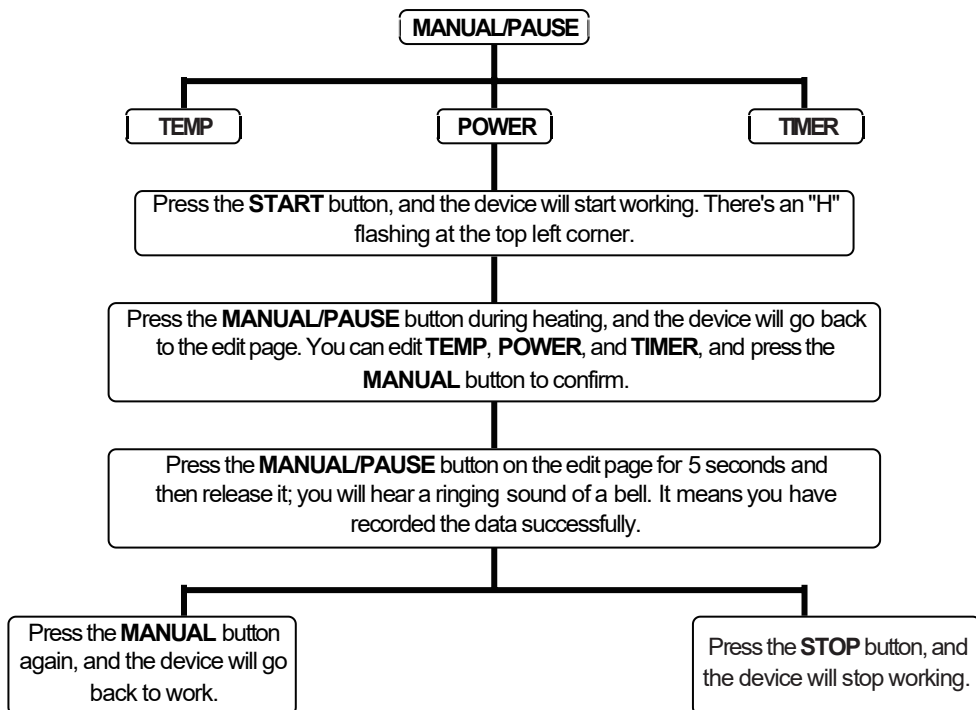 MANUAL/PAUSE
TEMP
POWER
TIMER
Press the START button, and the device will start working. There's an "H"
flashing at the top left corner.
Press the MANUAL/PAUSE button during heating, and the device will go back
to the edit page. You can edit TEMP, POWER, and TIMER, and press the
MANUAL button to confirm.
Press the MANUAL/PAUSE button on the edit page for 5 seconds and
then release it; you will hear a ringing sound of a bell. It means you have
recorded the data successfully.
Press the MANUAL button
again, and the device will go
back to work.
Press the STOP button, and
the device will stop working.